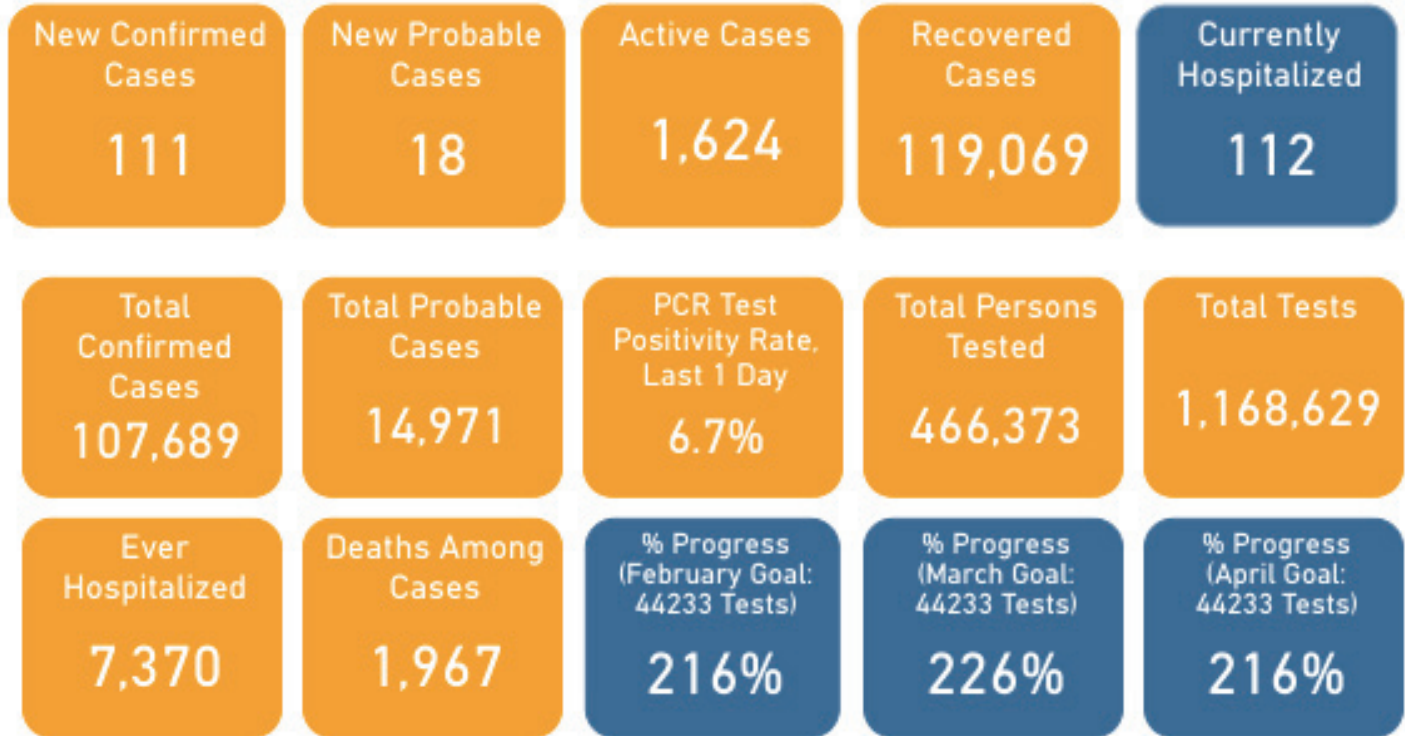 New Confirmed
Cases
111
New Probable
Cases
18
Active Cases
1,624
Recovered
Cases
119,069
Currently
Hospitalized
112
Total
Confirmed
Cases
107,689
Total Probable
Cases
14,971
PCR Test
Positivity Rate,
Last 1 Day
6.7%
Total Persons
Tested
466,373
Total Tests
1,168,629
Ever
Hospitalized
7,370
Deaths Among
Cases
1,967
% Progress
(February Goal:
44233 Tests)
216%
% Progress
(March Goal:
44233 Tests)
226%
% Progress
(April Goal:
44233 Tests)
216%